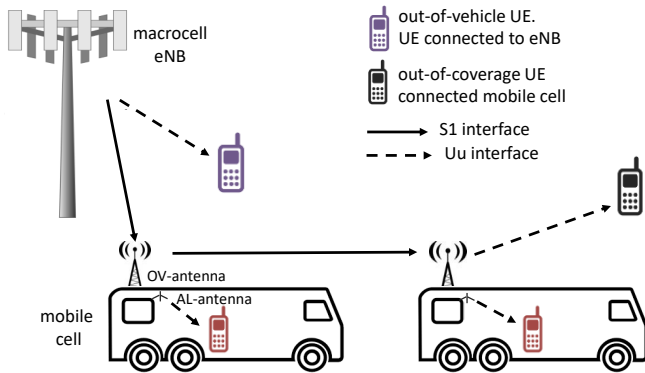 macrocell
eNB
out-of-vehicle UE.
UE connected to eNB
out-of-coverage UE
connected mobile cell
S1 interface
Uu interface
OV-antenna
AL-antenna
mobile
cell